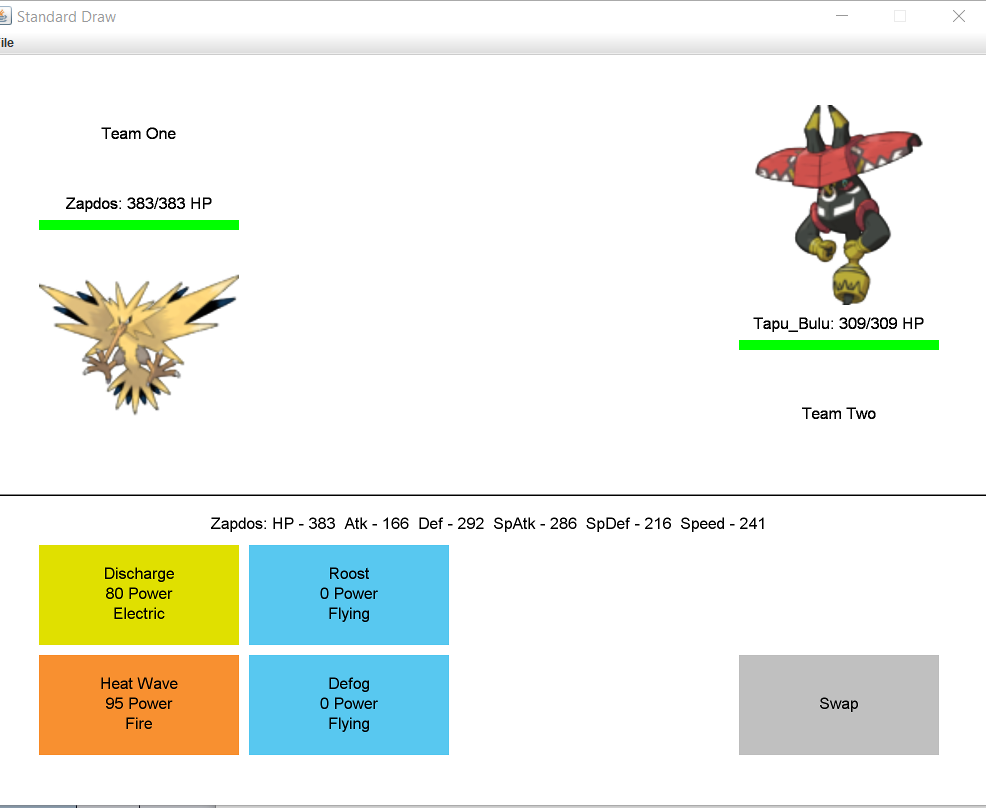 Standard Draw
ile
Team One
Zapdos: 383/383 HP
Tapu_Bulu: 309/309 HP
Team Two
Zapdos: HP - 383  Atk - 166  Def - 292  SpAtk - 286  SpDef - 216  Speed - 241
Discharge
80 Power
Electric
Roost
0 Power
Flying
Heat Wave
95 Power
Fire
Defog
0 Power
Flying
Swap